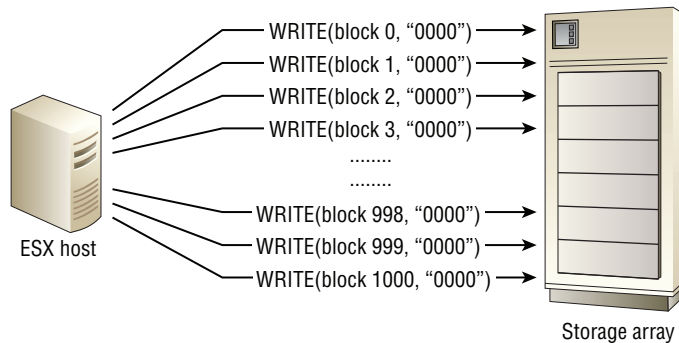 WRITE(block 0, “0000”)
WRITE(block 1, “0000”)
WRITE(block 2, “0000”)
WRITE(block 3, “0000”)
........
........
WRITE(block 998, “0000”)
WRITE(block 999, “0000”)
WRITE(block 1000, “0000”)
ESX host
Storage array